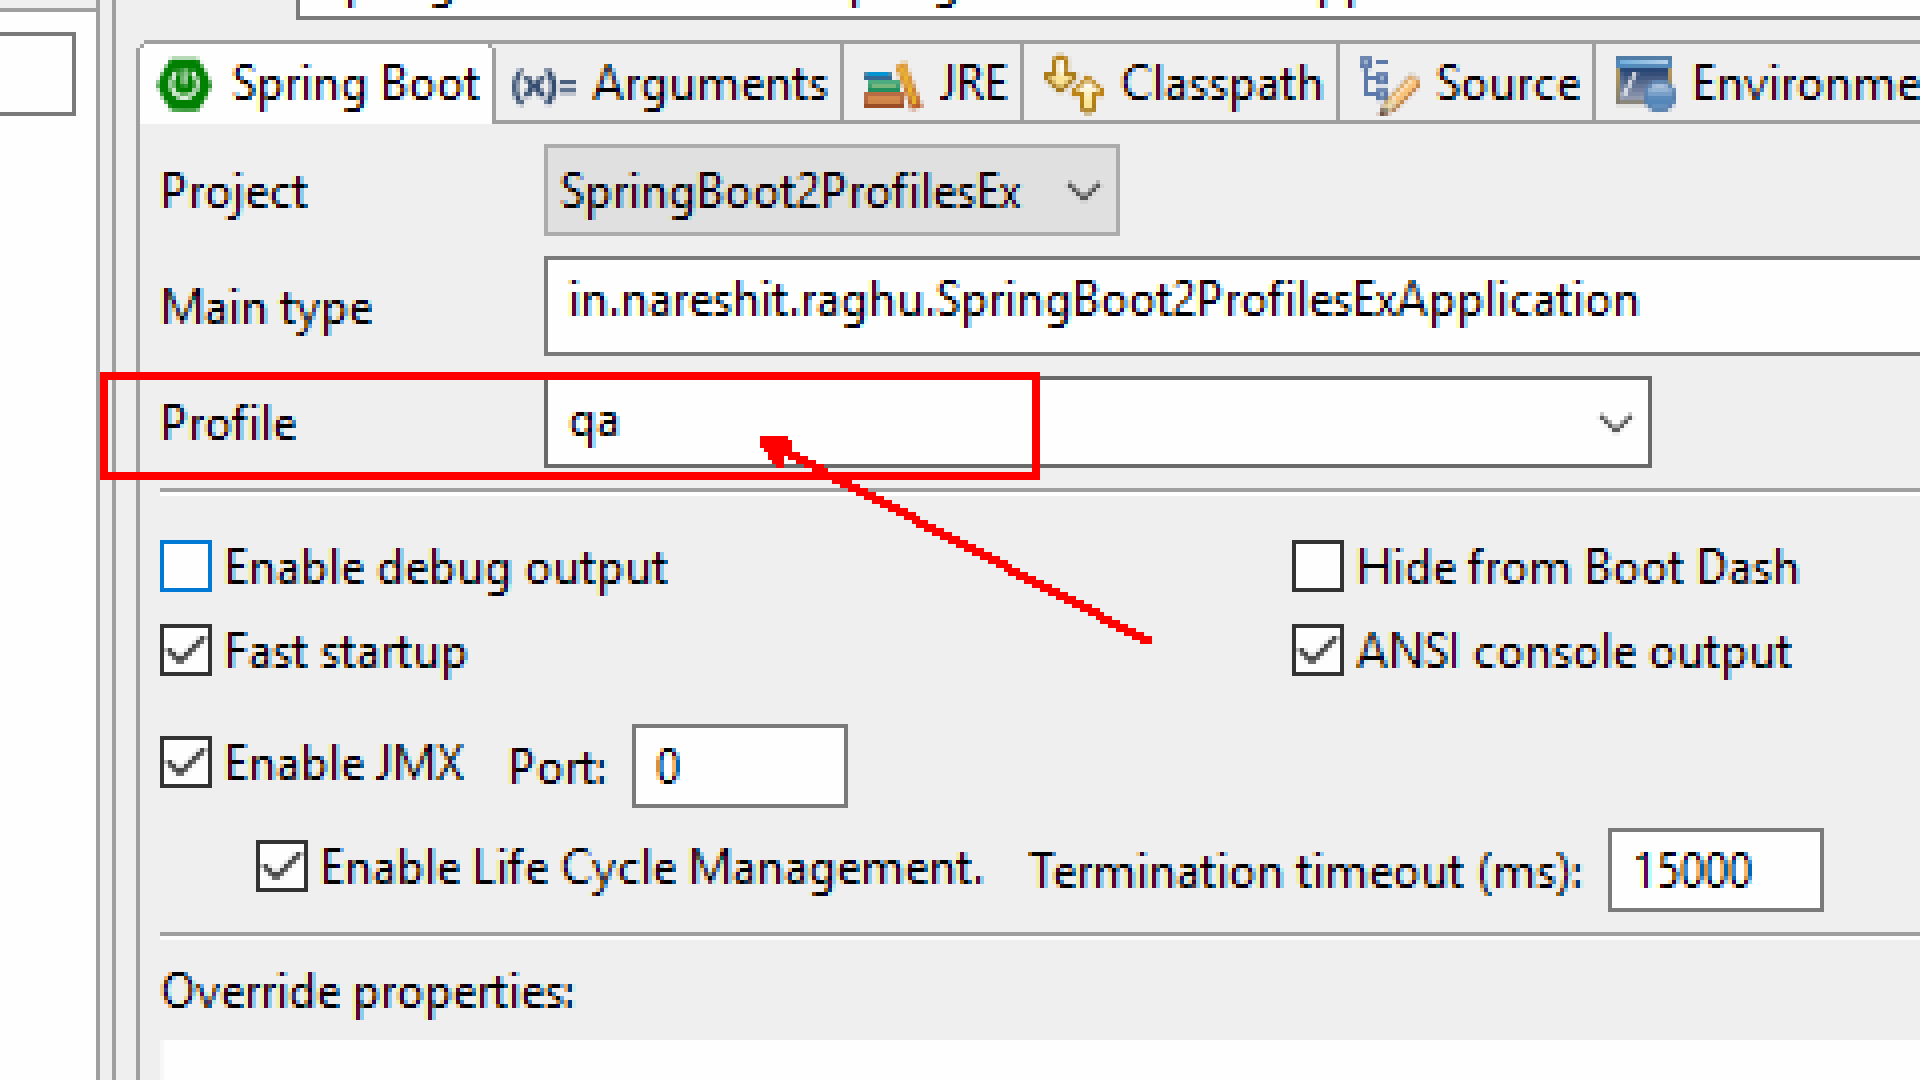 Spring Boot (x)= Arguments JRE Classpath Source Environme
Project SpringBoot2ProfilesEx
Main type in.nareshit.raghu.SpringBoot2ProfilesExApplication
Profile qa
Enable debug output Hide from Boot Dash
Fast startup ANSI console output
Enable JMX Port: 0
Enable Life Cycle Management. Termination timeout (ms): 15000
Override properties: